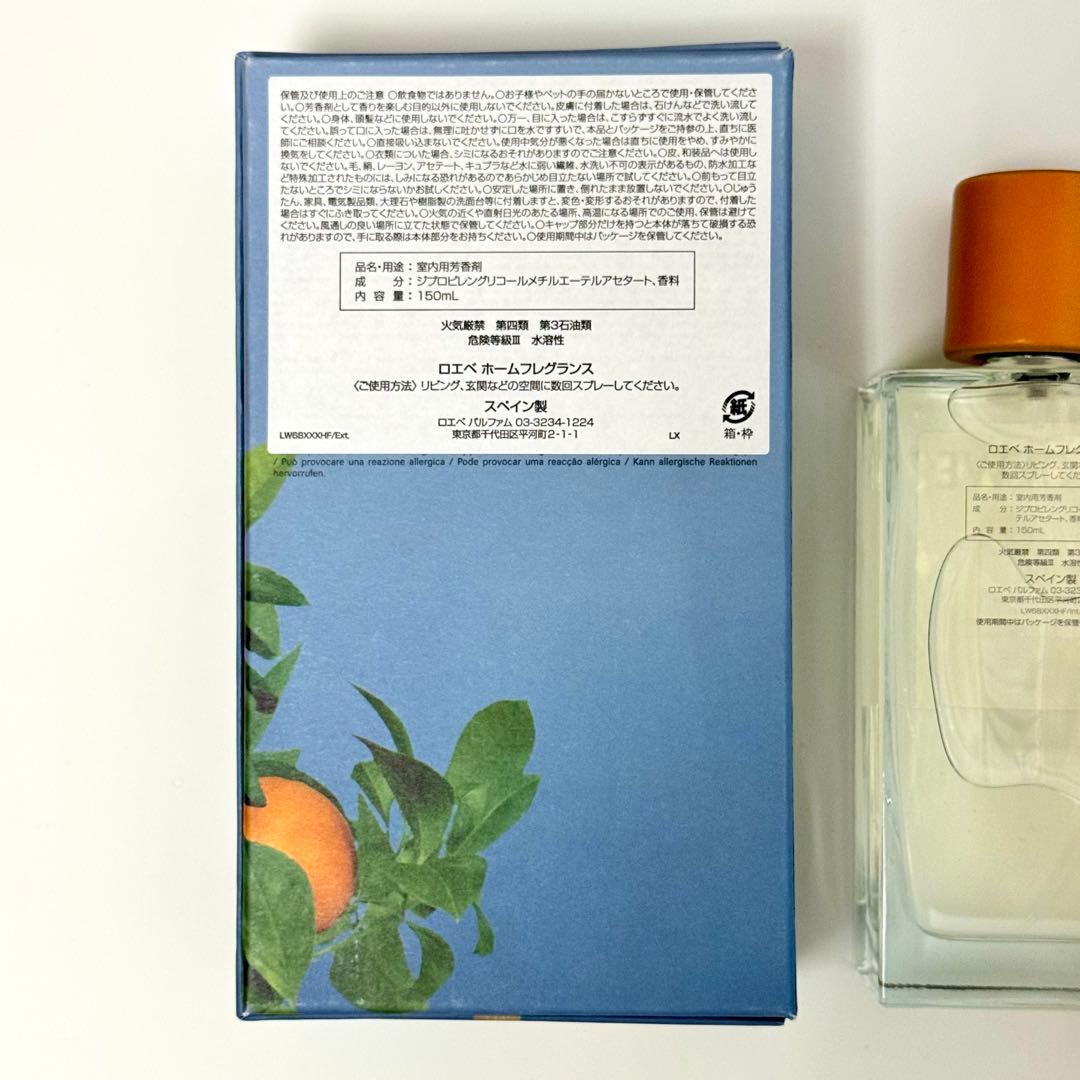 保管及び使用上のご注意 ○飲食物ではありません。○お子様やペットの手の届かないところで使用・保管してくださ
い。○芳香剤として香りを楽しむ目的以外に使用しないでください。皮膚に付着した場合は、石けんなどで洗い流して
ください。○身体、頭髪などに使用しないでください。○万一、目に入った場合は、こすらずすぐに流水でよく洗い流し
てください。誤って口に入った場合は、無理に吐かせずに口を水ですすいで、本品とパッケージをご持参の上、直ちに医
師にご相談ください。○直接吸い込まないでください。使用中気分が悪くなった場合は直ちに使用をやめ、すみやかに
換気をしてください。○衣類についた場合、シミになるおそれがありますのでご注意ください。○皮、和装品へは使用し
ないでください。毛、絹、レーヨン、アセテート、キュプラなど水に弱い繊維、水洗い不可の表示があるもの、防水加工な
ど特殊加工されたものには、しみになる恐れがあるのであらかじめ目立たない場所で試してください。○前もって目立
たないところでシミにならないかお試しください。○安定した場所に置き、倒れたまま放置しないでください。○じゅう
たん、家具、電気製品類、大理石や樹脂製の洗面台等に付着しますと、変色・変形するおそれがありますので、付着した
場合はすぐにふき取ってください。○火気の近くや直射日光のあたる場所、高温になる場所でのご使用、保管は避けて
ください。風通しの良い場所に立てた状態で保管してください。○キャップ部分だけを持つと本体が落ちて破損する恐
れがありますので、手に取る際は本体部分をお持ちください。○使用期間中はパッケージを保管してください。
品名・用途：室内用芳香剤
成　分：ジプロピレングリコールメチルエーテルアセタート、香料
内容量：150mL
火気厳禁　第四類　第3石油類
危険等級Ⅲ　水溶性
ロエベ ホームフレグランス
〈ご使用方法〉リビング、玄関などの空間に数回スプレーしてください。
スペイン製
ロエベ パルファム 03-3234-1224
東京都千代田区平河町2-1-1
LW68XXXHF/Ext.
LX
紙
箱・枠
/ Può provocare una reazione allergica / Pode provocar uma reacção alérgica / Kann allergische Reaktionen
hervorrufen.
ロエベ ホームフレグ
〈ご使用方法〉リビング、玄関
数回スプレーしてくださ
品名・用途：室内用芳香剤
成　分：ジプロピレングリコー
テルアセタート、香料
内容量：150mL
火気厳禁　第四類　第3
危険等級Ⅲ　水溶性
スペイン製
ロエベ パルファム 03-323
東京都千代田区平河町2
LW68XXXHF/Int.
使用期間中はパッケージを保管